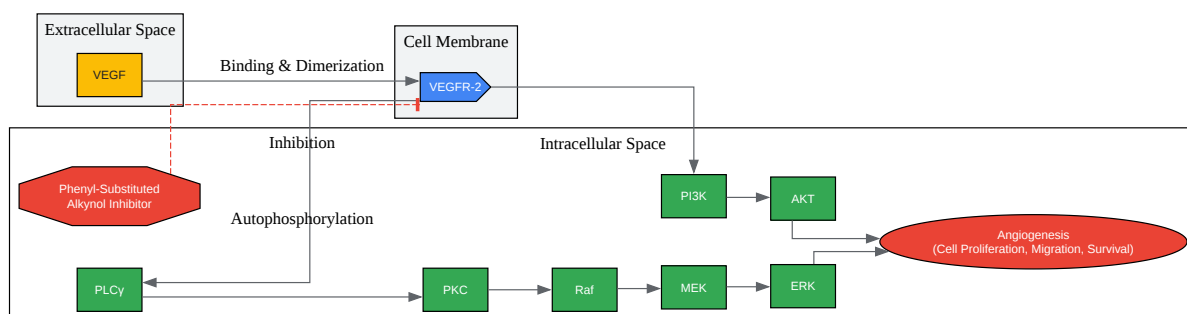 Extracellular Space
VEGF
Binding & Dimerization
Cell Membrane
VEGFR-2
Inhibition
Intracellular Space
Phenyl-Substituted
Alkynol Inhibitor
Autophosphorylation
PI3K
AKT
Angiogenesis
(Cell Proliferation, Migration, Survival)
PLCγ
PKC
Raf
MEK
ERK